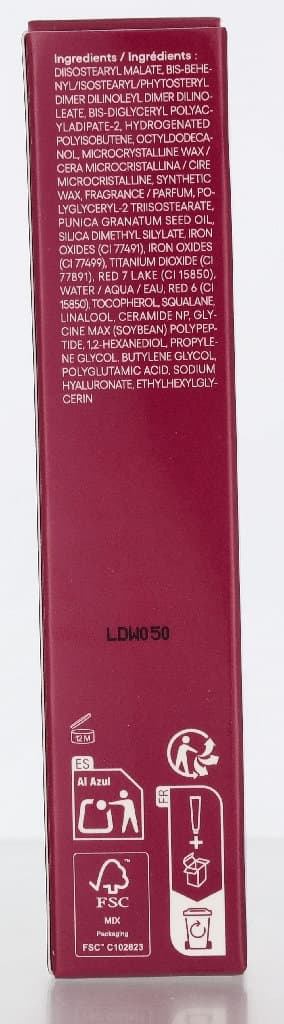 Ingredients / Ingrédients :
DIISOSTEARYL MALATE, BIS-BEHE-
NYL/ISOSTEARYL/PHYTOSTERYL
DIMER DILINOLEYL DIMER DILINO-
LEATE, BIS-DIGLYCERYL POLYAC-
YLADIPATE-2, HYDROGENATED
POLYISOBUTENE, OCTYLDODECA-
NOL, MICROCRYSTALLINE WAX /
CERA MICROCRISTALLINA / CIRE
MICROCRISTALLINE, SYNTHETIC
WAX, FRAGRANCE / PARFUM, PO-
LYGLYCERYL-2 TRIISOSTEARATE,
PUNICA GRANATUM SEED OIL,
SILICA DIMETHYL SILYLATE, IRON
OXIDES (CI 77491), IRON OXIDES
(CI 77499), TITANIUM DIOXIDE (CI
77891), RED 7 LAKE (CI 15850),
WATER / AQUA / EAU, RED 6 (CI
15850), TOCOPHEROL, SQUALANE,
LINALOOL, CERAMIDE NP, GLY-
CINE MAX (SOYBEAN) POLYPEP-
TIDE, 1,2-HEXANEDIOL, PROPYLE-
NE GLYCOL, BUTYLENE GLYCOL,
POLYGLUTAMIC ACID, SODIUM
HYALURONATE, ETHYLHEXYLGLY-
CERIN
LDW050
12M
ES
Al Azul
FR
+
FSC
MIX
Packaging
FSC™ C102823